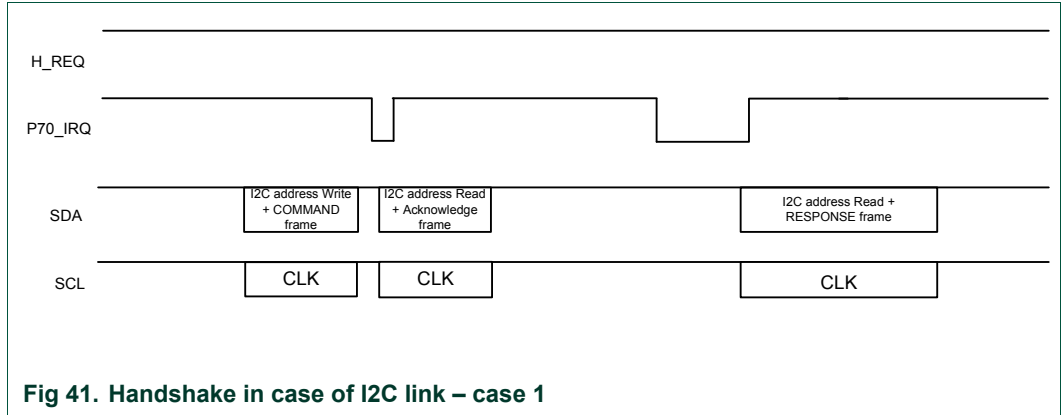 H_REQ
P70_IRQ
SDA
I2C address Write
+ COMMAND
frame
I2C address Read
+ Acknowledge
frame
I2C address Read +
RESPONSE frame
SCL
CLK
CLK
CLK
Fig 41. Handshake in case of I2C link – case 1